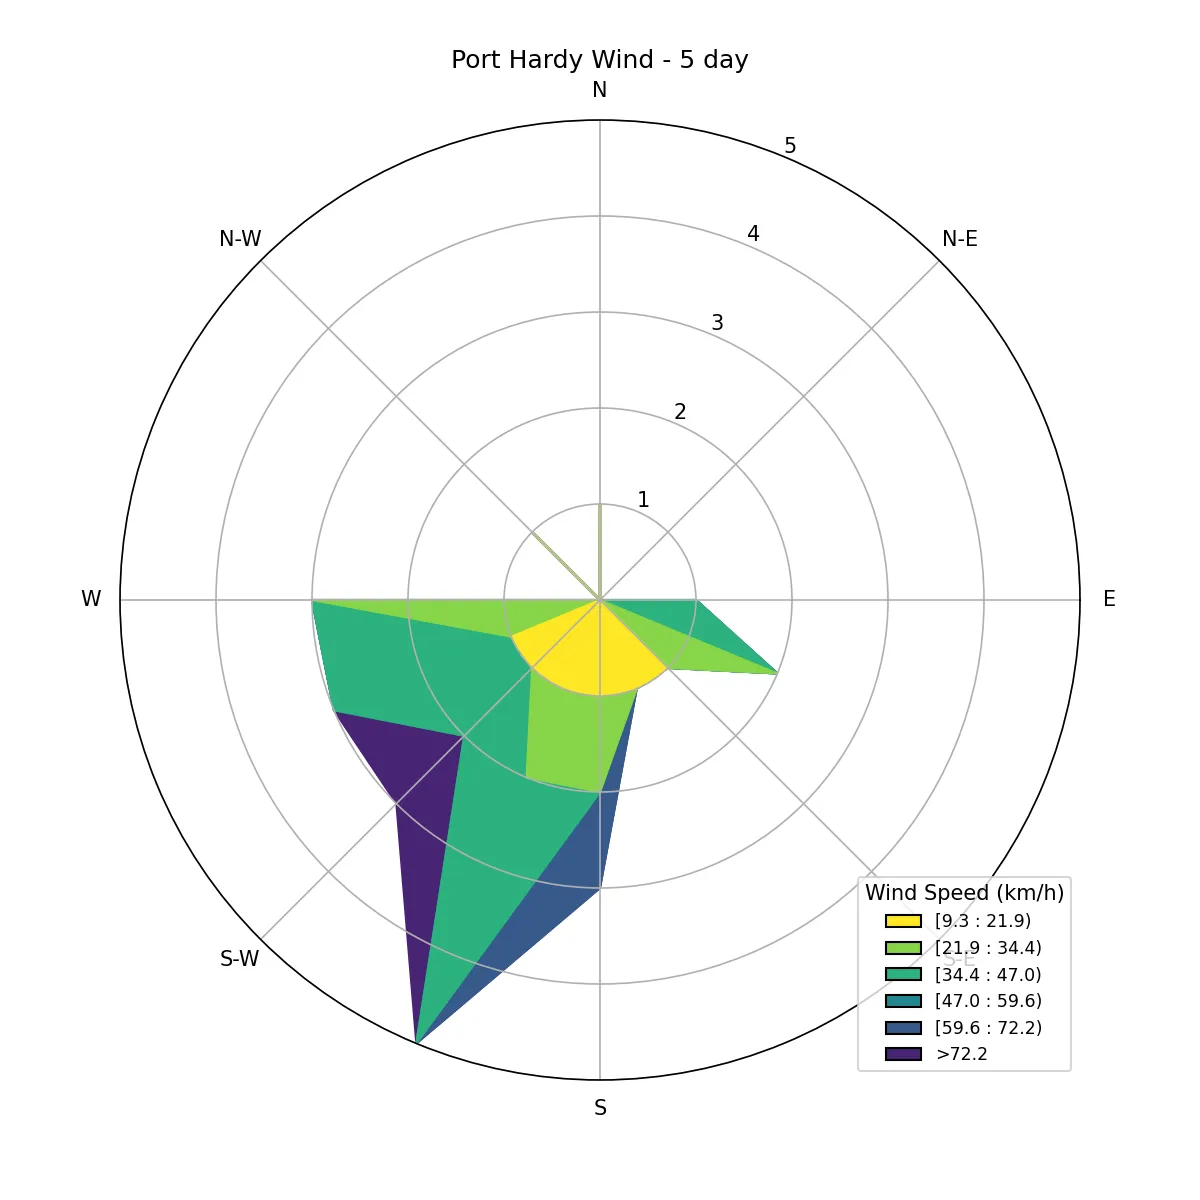 Port Hardy Wind - 5 day
N
5
N-W
4
N-E
3
2
1
W
E
Wind Speed (km/h)
[9.3 : 21.9)
[21.9 : 34.4)
S-W
S-E
[34.4 : 47.0)
[47.0 : 59.6)
[59.6 : 72.2)
>72.2
S